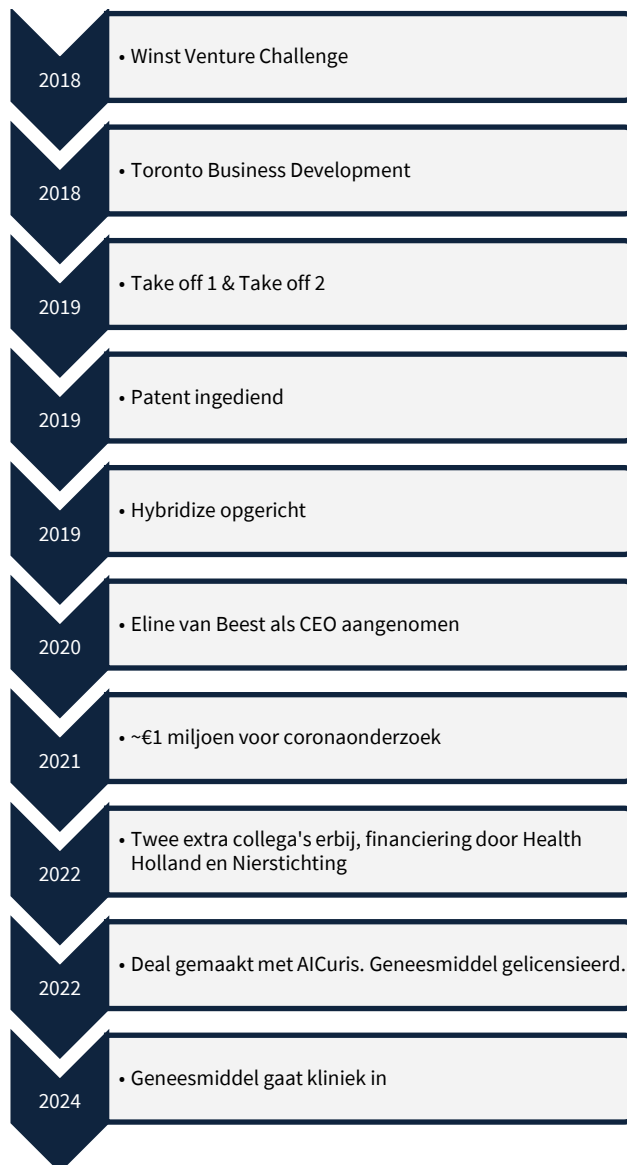 2018
• Winst Venture Challenge
2018
• Toronto Business Development
2019
• Take off 1 & Take off 2
2019
• Patent ingediend
2019
• Hybridize opgericht
2020
• Eline van Beest als CEO aangenomen
2021
• ~€1 miljoen voor coronaonderzoek
2022
• Twee extra collega's erbij, financiering door Health
Holland en Nierstichting
2022
• Deal gemaakt met AICuris. Geneesmiddel gelicensieerd.
2024
• Geneesmiddel gaat kliniek in